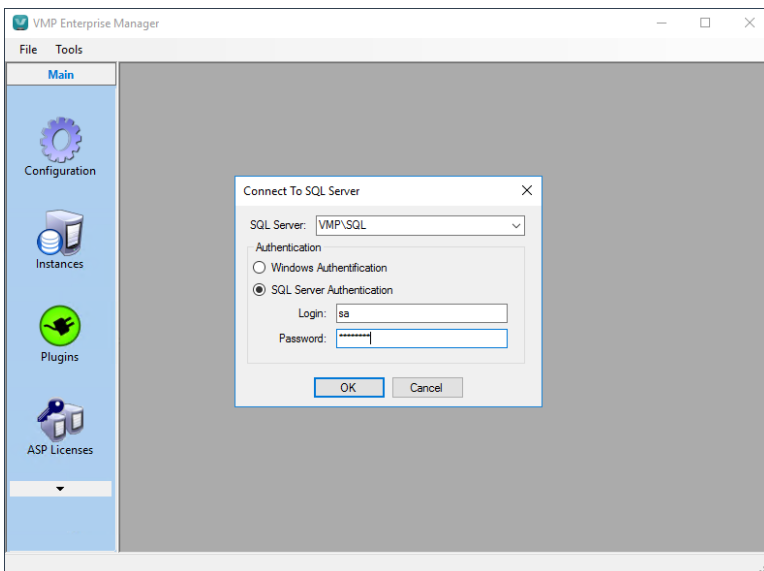 VMP Enterprise Manager
File Tools
Main
Configuration
Instances
Plugins
ASP Licenses
Connect To SQL Server
SQL Server: VMP\SQL
Authentication
Windows Authentification
SQL Server Authentication
Login: sa
Password: ********
OK Cancel